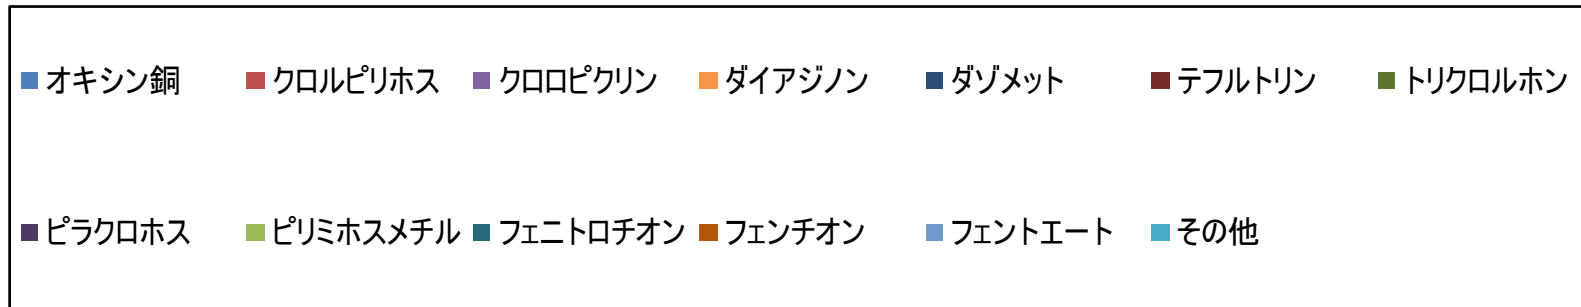 オキシン銅 クロルピリホス クロロピクリン ダイアジノン ダゾメット テフルトリン トリクロルホン
ピラクロホス ピリミホスメチル フェニトロチオン フェンチオン フェントエート その他